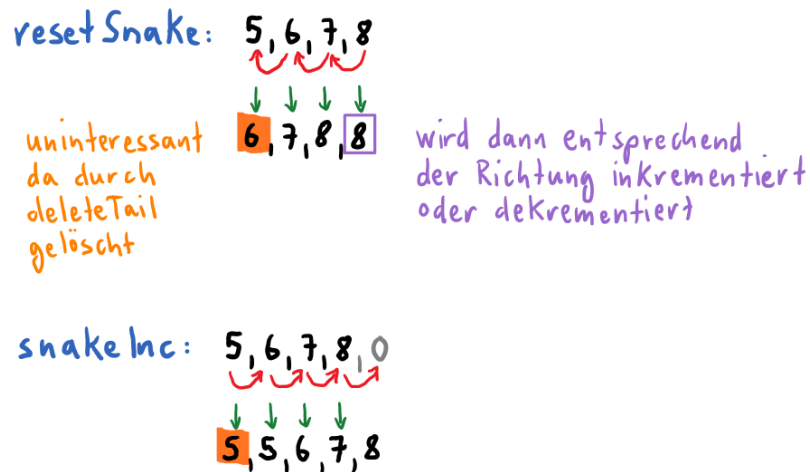 resetSnake: 5, 6, 7, 8
6, 7, 8, 8
uninteressant
da durch
deleteTail
gelöscht
wird dann entsprechend
der Richtung inkrementiert
oder dekrementiert
snakeInc: 5, 6, 7, 8, 0
5, 5, 6, 7, 8